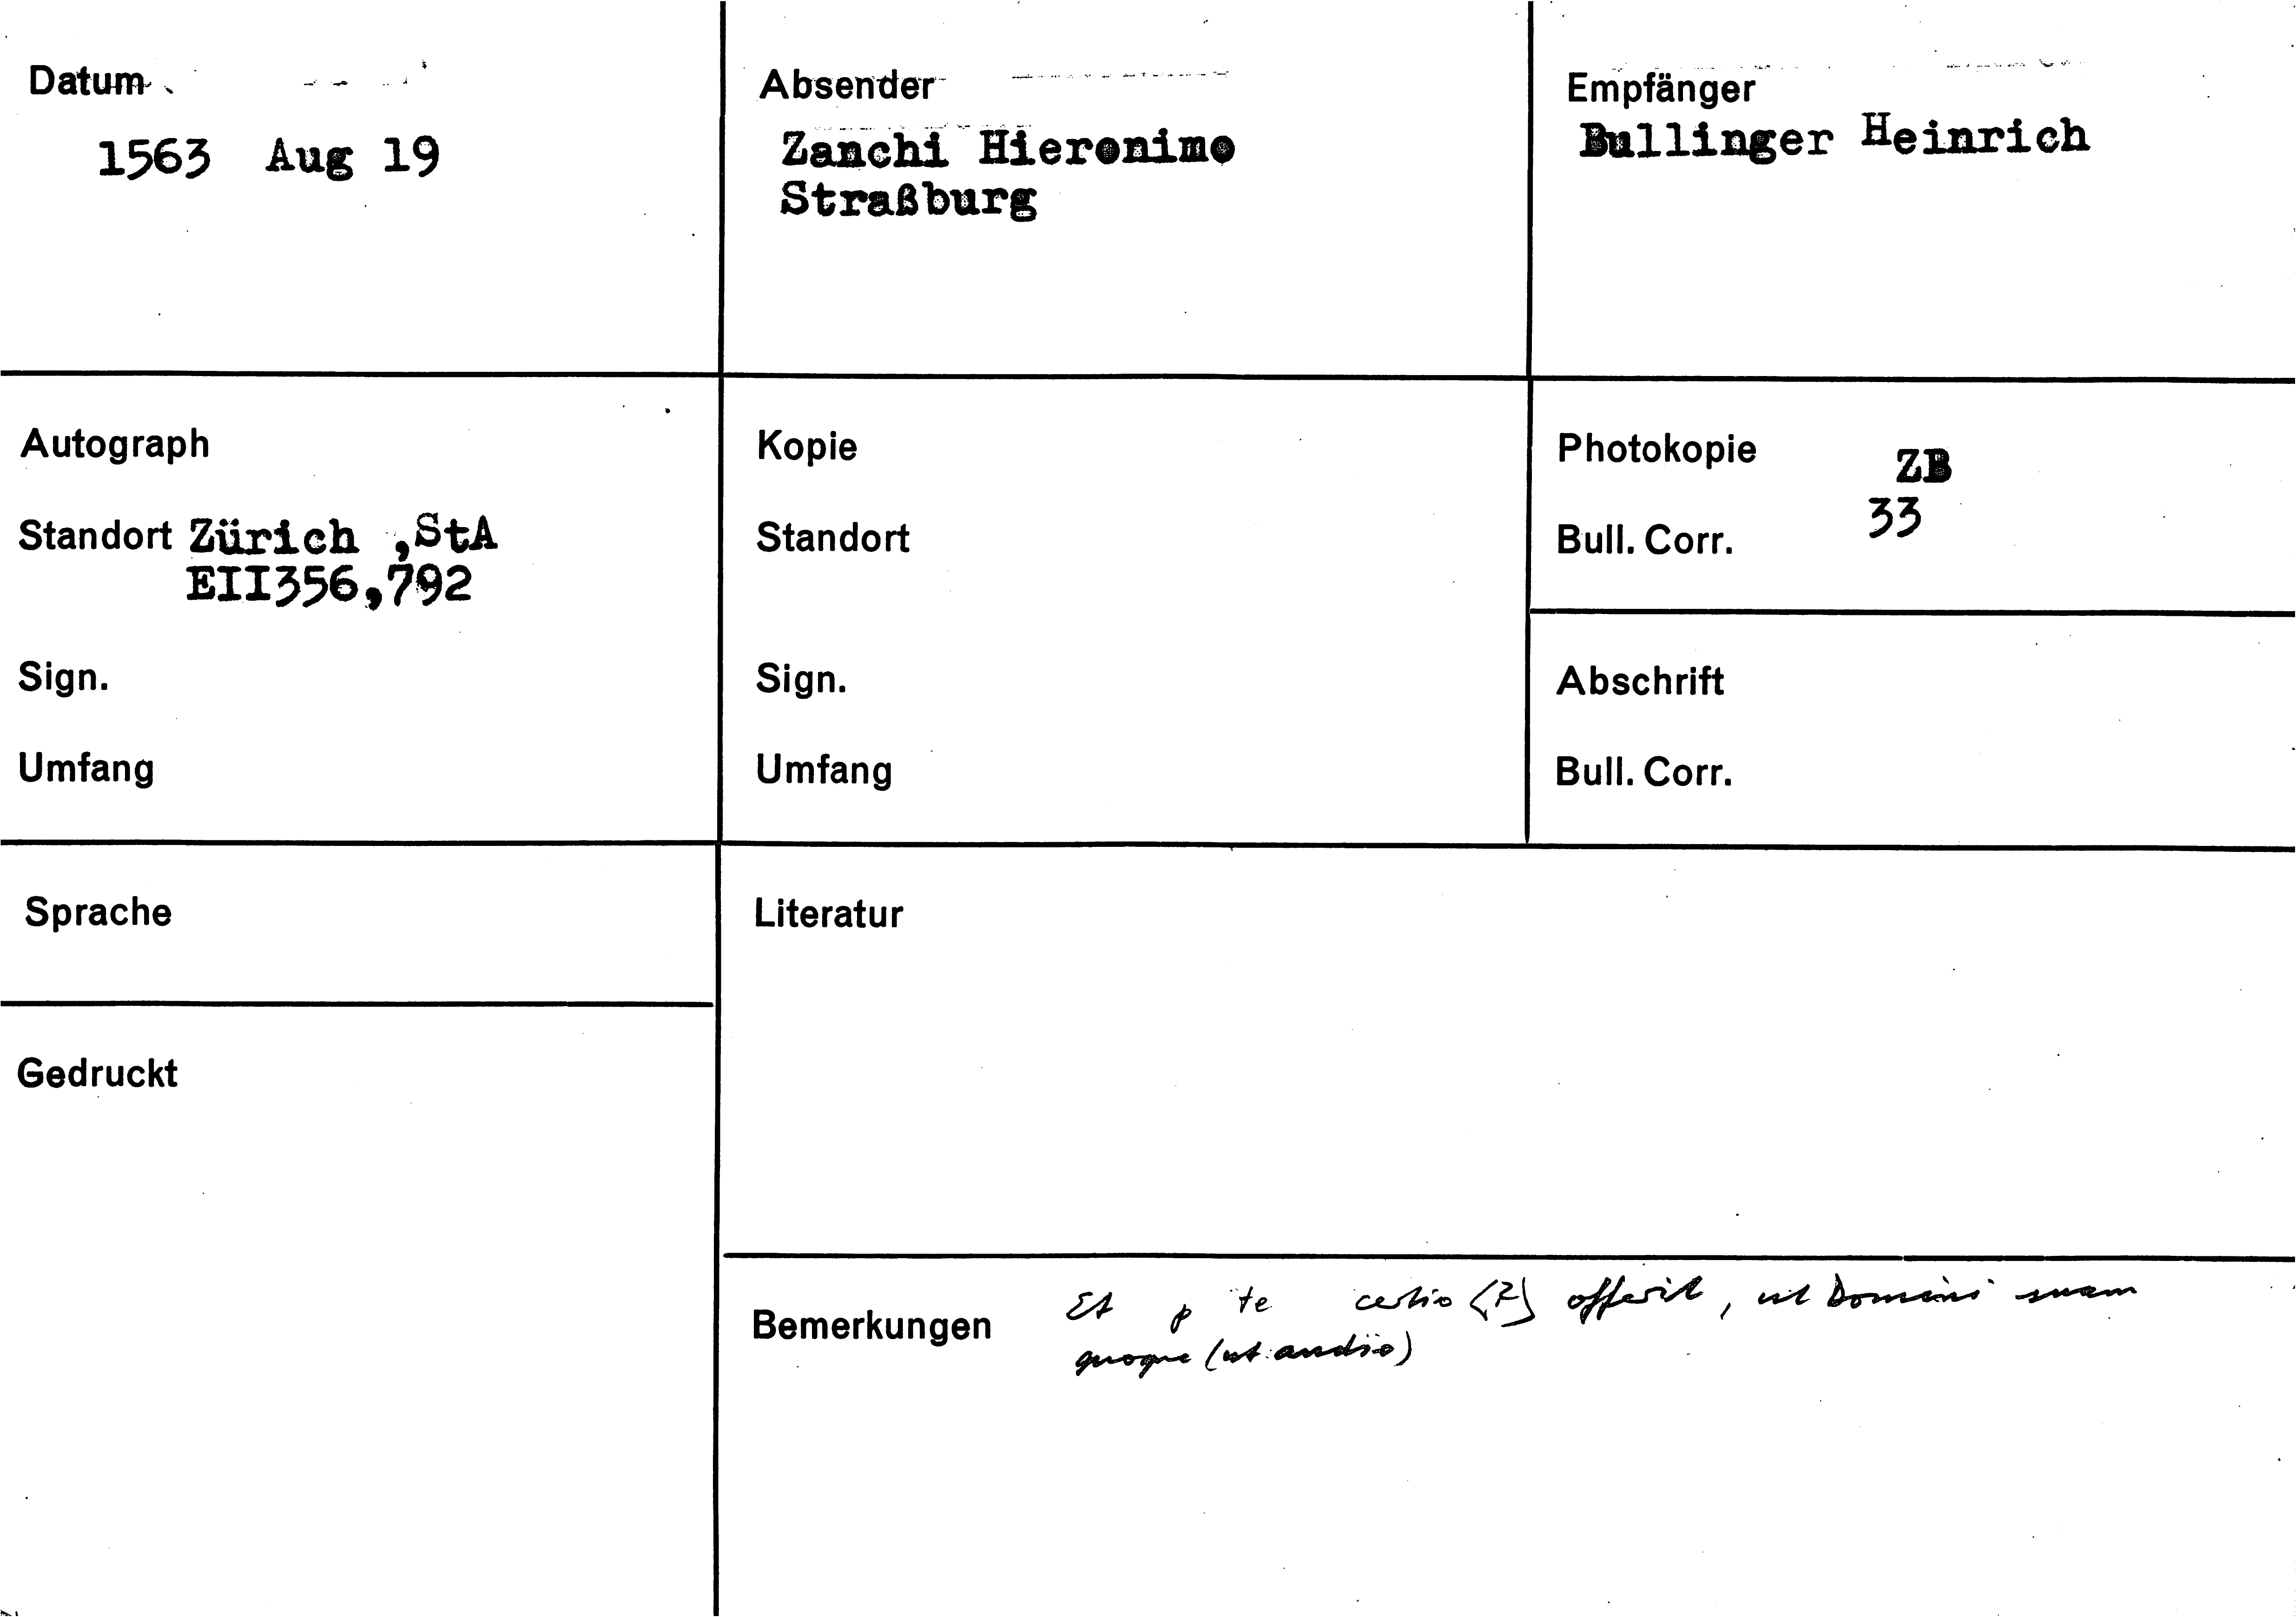 Datum
1563 Aug 19
Absender
Zanchi Hieronimo
Straßburg
Empfänger
Bullinger Heinrich
Autograph
Standort Zürich ,StA
EII356,792
Sign.
Umfang
Kopie
Standort
Sign.
Umfang
Photokopie ZB
Bull. Corr. 33
Abschrift
Bull. Corr.
Sprache
Gedruckt
Literatur
Bemerkungen
Et p te certio (?) offerit, ut Domini suam
quoque (ut audio)